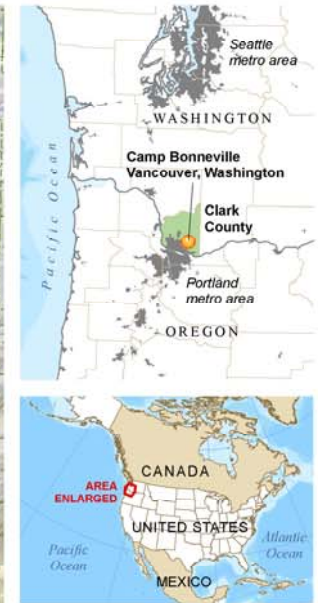 Seattle
metro area
WASHINGTON
Camp Bonneville
Vancouver, Washington
Clark
County
Pacific Ocean
Portland
metro area
OREGON
CANADA
AREA
ENLARGED
UNITED STATES
Pacific
Ocean
Atlantic
Ocean
MEXICO